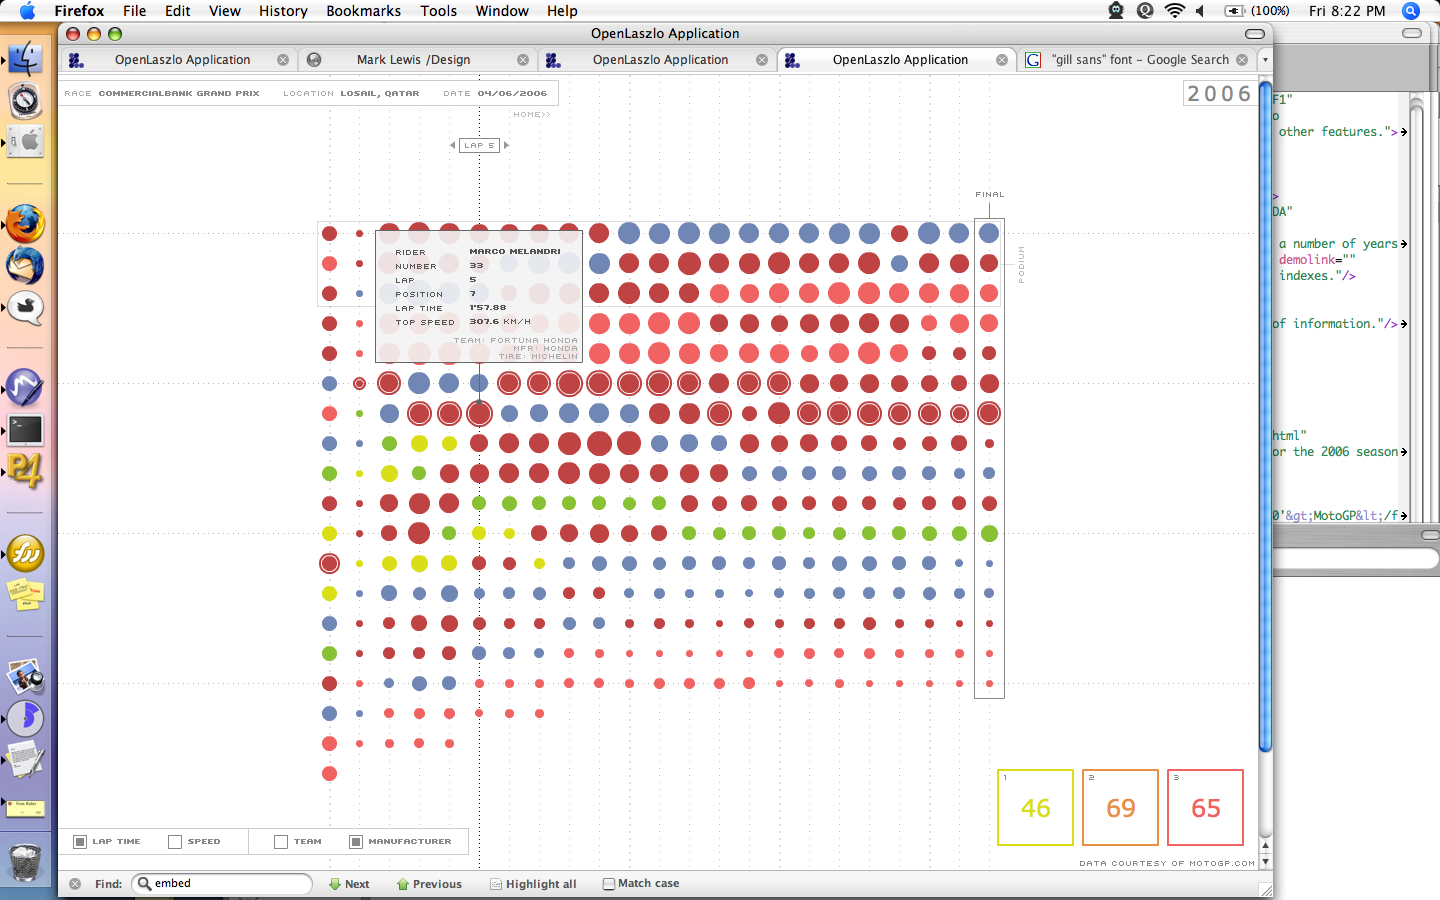 Firefox File Edit View History Bookmarks Tools Window Help (100%) Fri 8:22 PM
OpenLaszlo Application
OpenLaszlo Application Mark Lewis /Design OpenLaszlo Application OpenLaszlo Application "gill sans" font - Google Search
RACE COMMERCIALBANK GRAND PRIX LOCATION LOSAIL, QATAR DATE 04/06/2006
2006
HOME>>
LAP 5
FINAL
PODIUM
RIDER MARCO MELANDRI
NUMBER 33
LAP 5
POSITION 7
LAP TIME 1'57.88
TOP SPEED 307.6 KM/H
TEAM: FORTUNA HONDA
MFR: HONDA
TIRE: MICHELIN
F1"
o
other features.">
>
DA"
a number of years
demolink=""
indexes."/>
of information."/>
html"
or the 2006 season
0'&gt;MotoGP&lt;/f
1 46
2 69
3 65
LAP TIME SPEED TEAM MANUFACTURER
DATA COURTESY OF MOTOGP.COM
Find: embed Next Previous Highlight all Match case